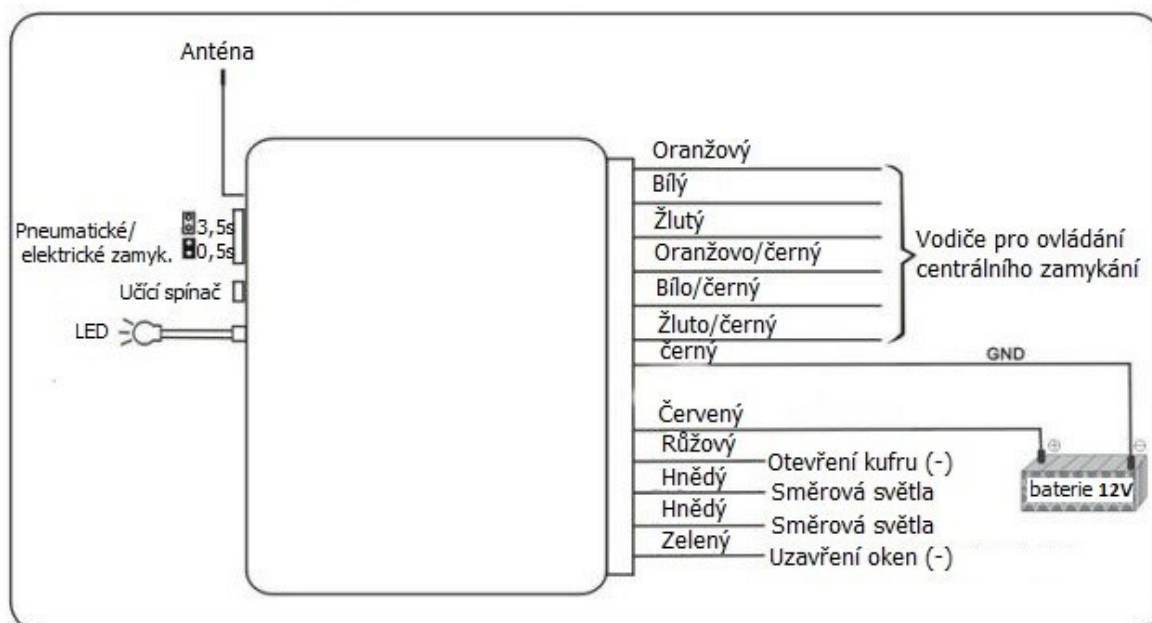 Anténa
Pneumatické/
elektrické zamyk.
3,5s
0,5s
Učící spínač
LED
Oranžový
Bílý
Žlutý
Oranžovo/černý
Bílo/černý
Žluto/černý
černý
Vodiče pro ovládání
centrálního zamykání
GND
Červený
Růžový
Otevření kufru (-)
Hnědý
Směrová světla
Hnědý
Směrová světla
Zelený
Uzavření oken (-)
baterie 12V